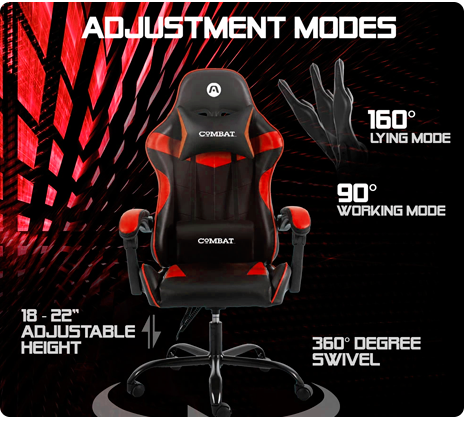 ADJUSTMENT MODES
COMBAT
160°
LYING MODE
90°
WORKING MODE
COMBAT
18 - 22"
ADJUSTABLE
HEIGHT
360° DEGREE
SWIVEL